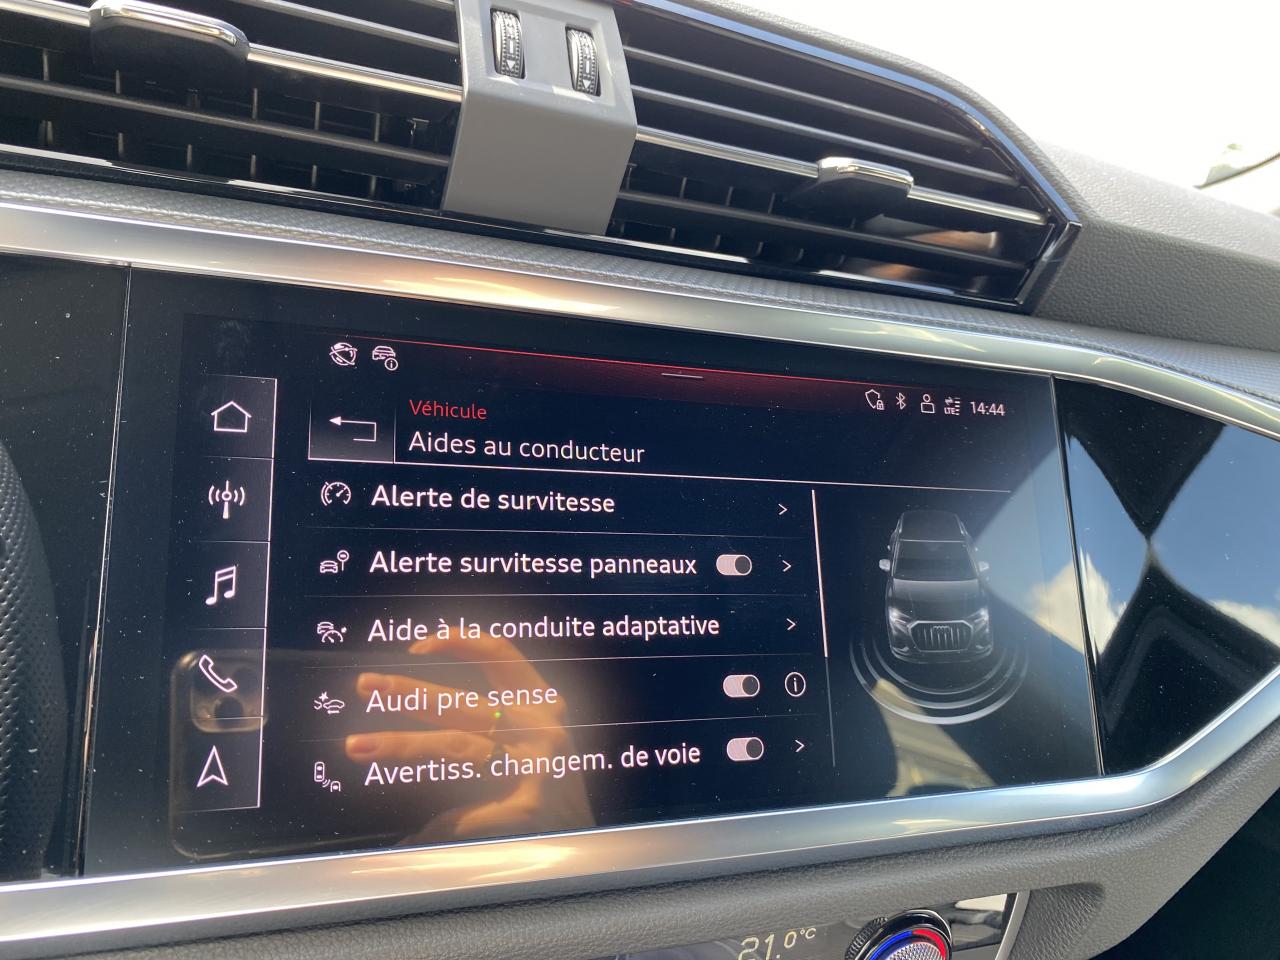 LTE 14:44
Véhicule
Aides au conducteur
Alerte de survitesse
Alerte survitesse panneaux
Aide à la conduite adaptative
Audi pre sense
Avertiss. changem. de voie
21.0°C